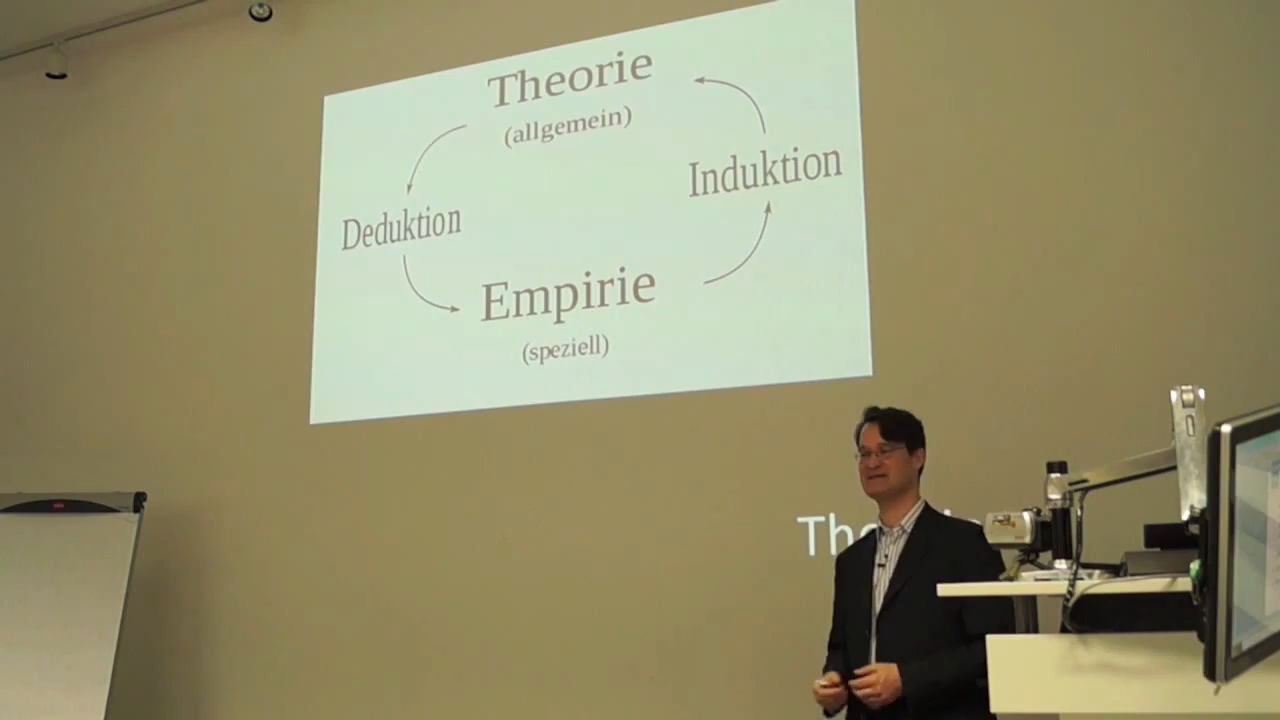 Theorie
(allgemein)
Induktion
Deduktion
Empirie
(speziell)